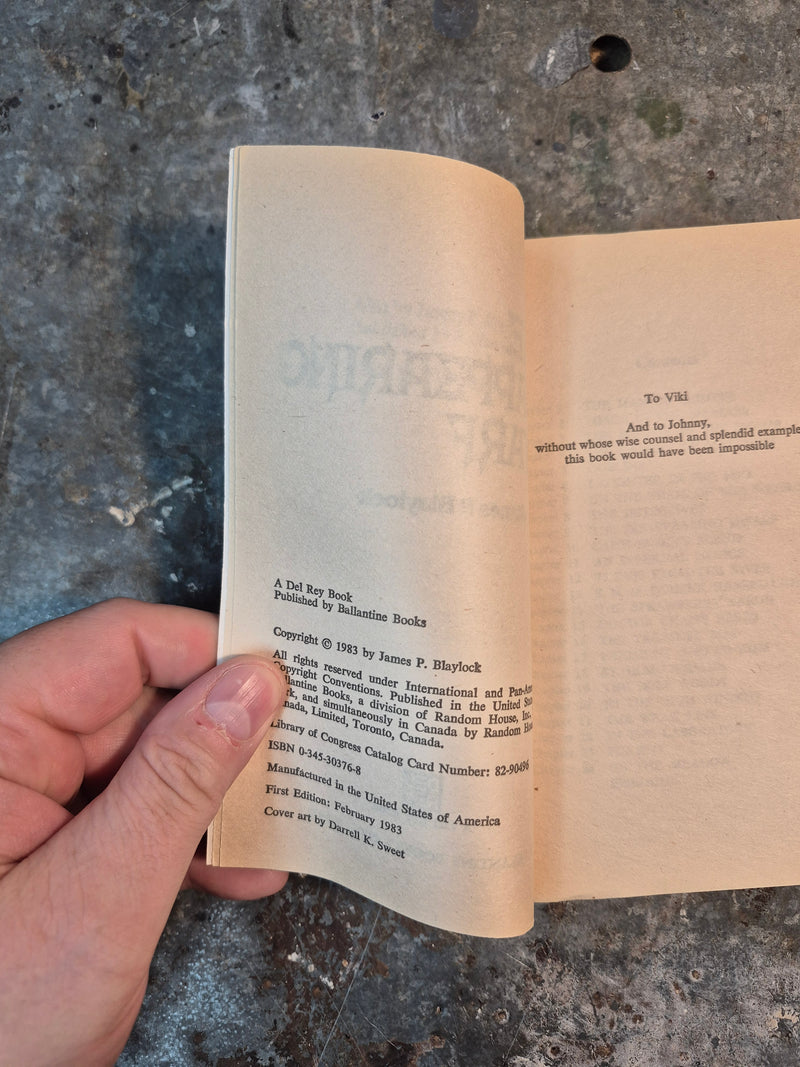 A Del Rey Book
Published by Ballantine Books
Copyright © 1983 by James P. Blaylock
All rights reserved under International and Pan-Ame
Copyright Conventions. Published in the United Stat
Ballantine Books, a division of Random House, Inc.
and simultaneously in Canada by Random Hou
Canada, Limited, Toronto, Canada.
Library of Congress Catalog Card Number: 82-90496
ISBN 0-345-30376-8
Manufactured in the United States of America
First Edition: February 1983
Cover art by Darrell K. Sweet
To Viki
And to Johnny,
without whose wise counsel and splendid example
this book would have been impossible